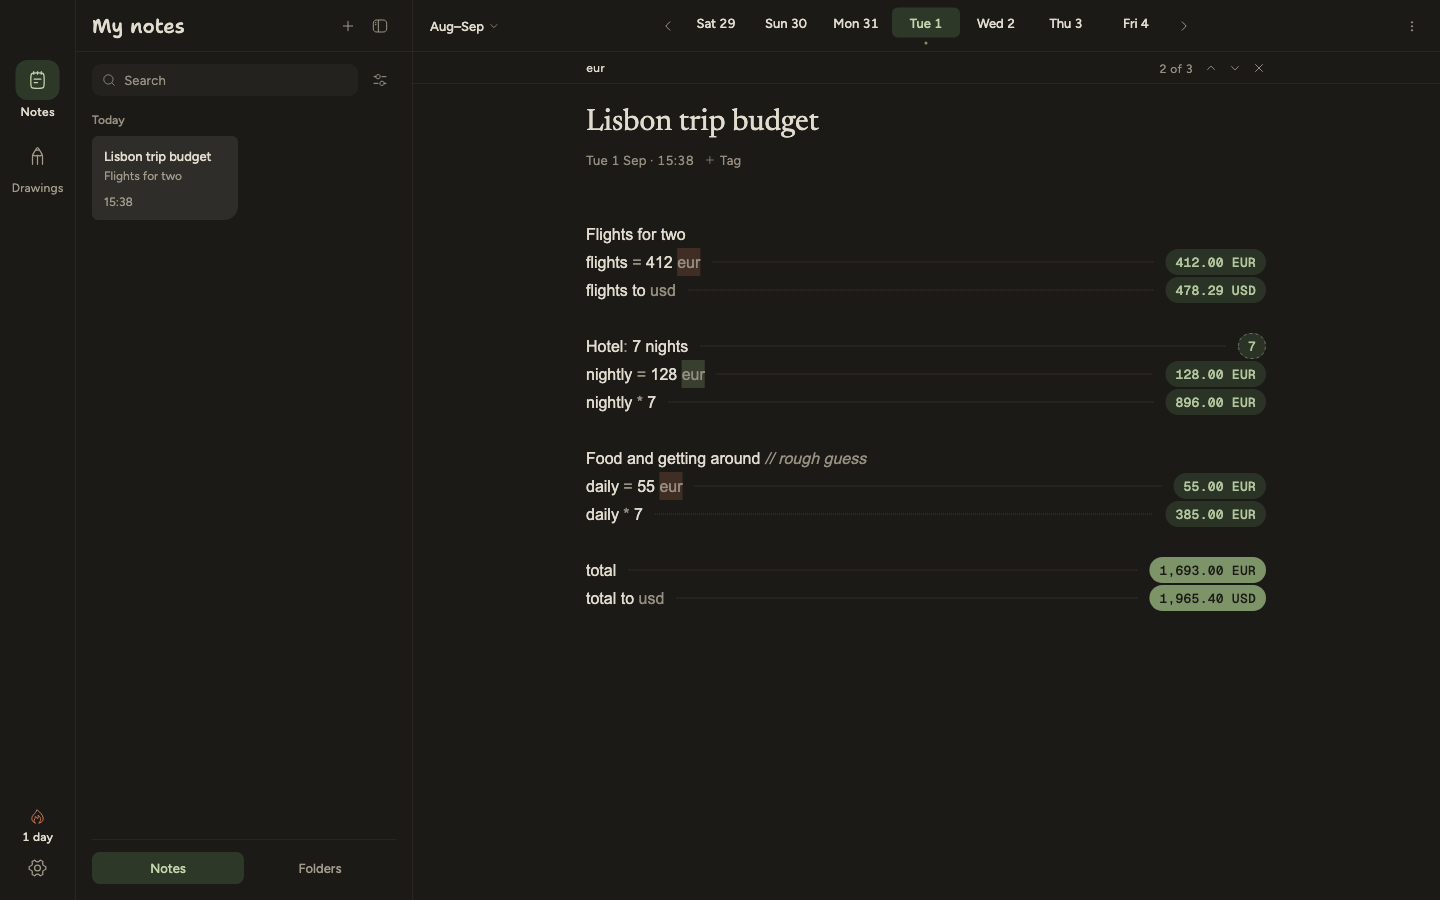 My notes
Aug–Sep
Sat 29
Sun 30
Mon 31
Tue 1
Wed 2
Thu 3
Fri 4
Notes
Drawings
Search
Today
Lisbon trip budget
Flights for two
15:38
eur
2 of 3
Lisbon trip budget
Tue 1 Sep · 15:38 + Tag
Flights for two
flights = 412 eur 412.00 EUR
flights to usd 478.29 USD
Hotel: 7 nights 7
nightly = 128 eur 128.00 EUR
nightly * 7 896.00 EUR
Food and getting around // rough guess
daily = 55 eur 55.00 EUR
daily * 7 385.00 EUR
total 1,693.00 EUR
total to usd 1,965.40 USD
1 day
Notes
Folders